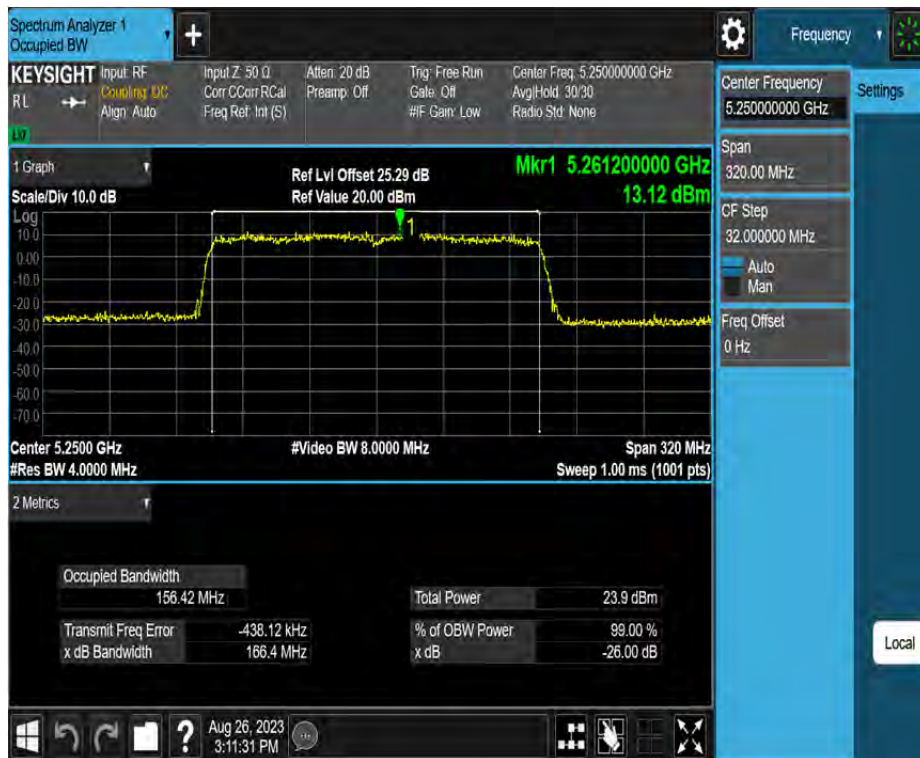 Spectrum Analyzer 1
Occupied BW
+
Frequency
KEYSIGHT
RL
LXI
Input: RF
Coupling: DC
Align: Auto
Input Z: 50 Ω
Corr CCorr RCal
Freq Ref: Int (S)
Atten: 20 dB
Preamp: Off
Trig: Free Run
Gate: Off
#IF Gain: Low
Center Freq: 5.250000000 GHz
Avg|Hold: 30/30
Radio Std: None
Center Frequency
5.250000000 GHz
Settings
Span
320.00 MHz
CF Step
32.000000 MHz
Auto
Man
Freq Offset
0 Hz
1 Graph
Scale/Div 10.0 dB
Ref Lvl Offset 25.29 dB
Ref Value 20.00 dBm
Mkr1 5.261200000 GHz
13.12 dBm
Log
10.0
0.00
-10.0
-20.0
-30.0
-40.0
-50.0
-60.0
-70.0
1
Center 5.2500 GHz
#Res BW 4.0000 MHz
#Video BW 8.0000 MHz
Span 320 MHz
Sweep 1.00 ms (1001 pts)
2 Metrics
Occupied Bandwidth
156.42 MHz
Total Power 23.9 dBm
Transmit Freq Error -438.12 kHz
% of OBW Power 99.00 %
x dB Bandwidth 166.4 MHz
x dB -26.00 dB
Local
?
Aug 26, 2023
3:11:31 PM